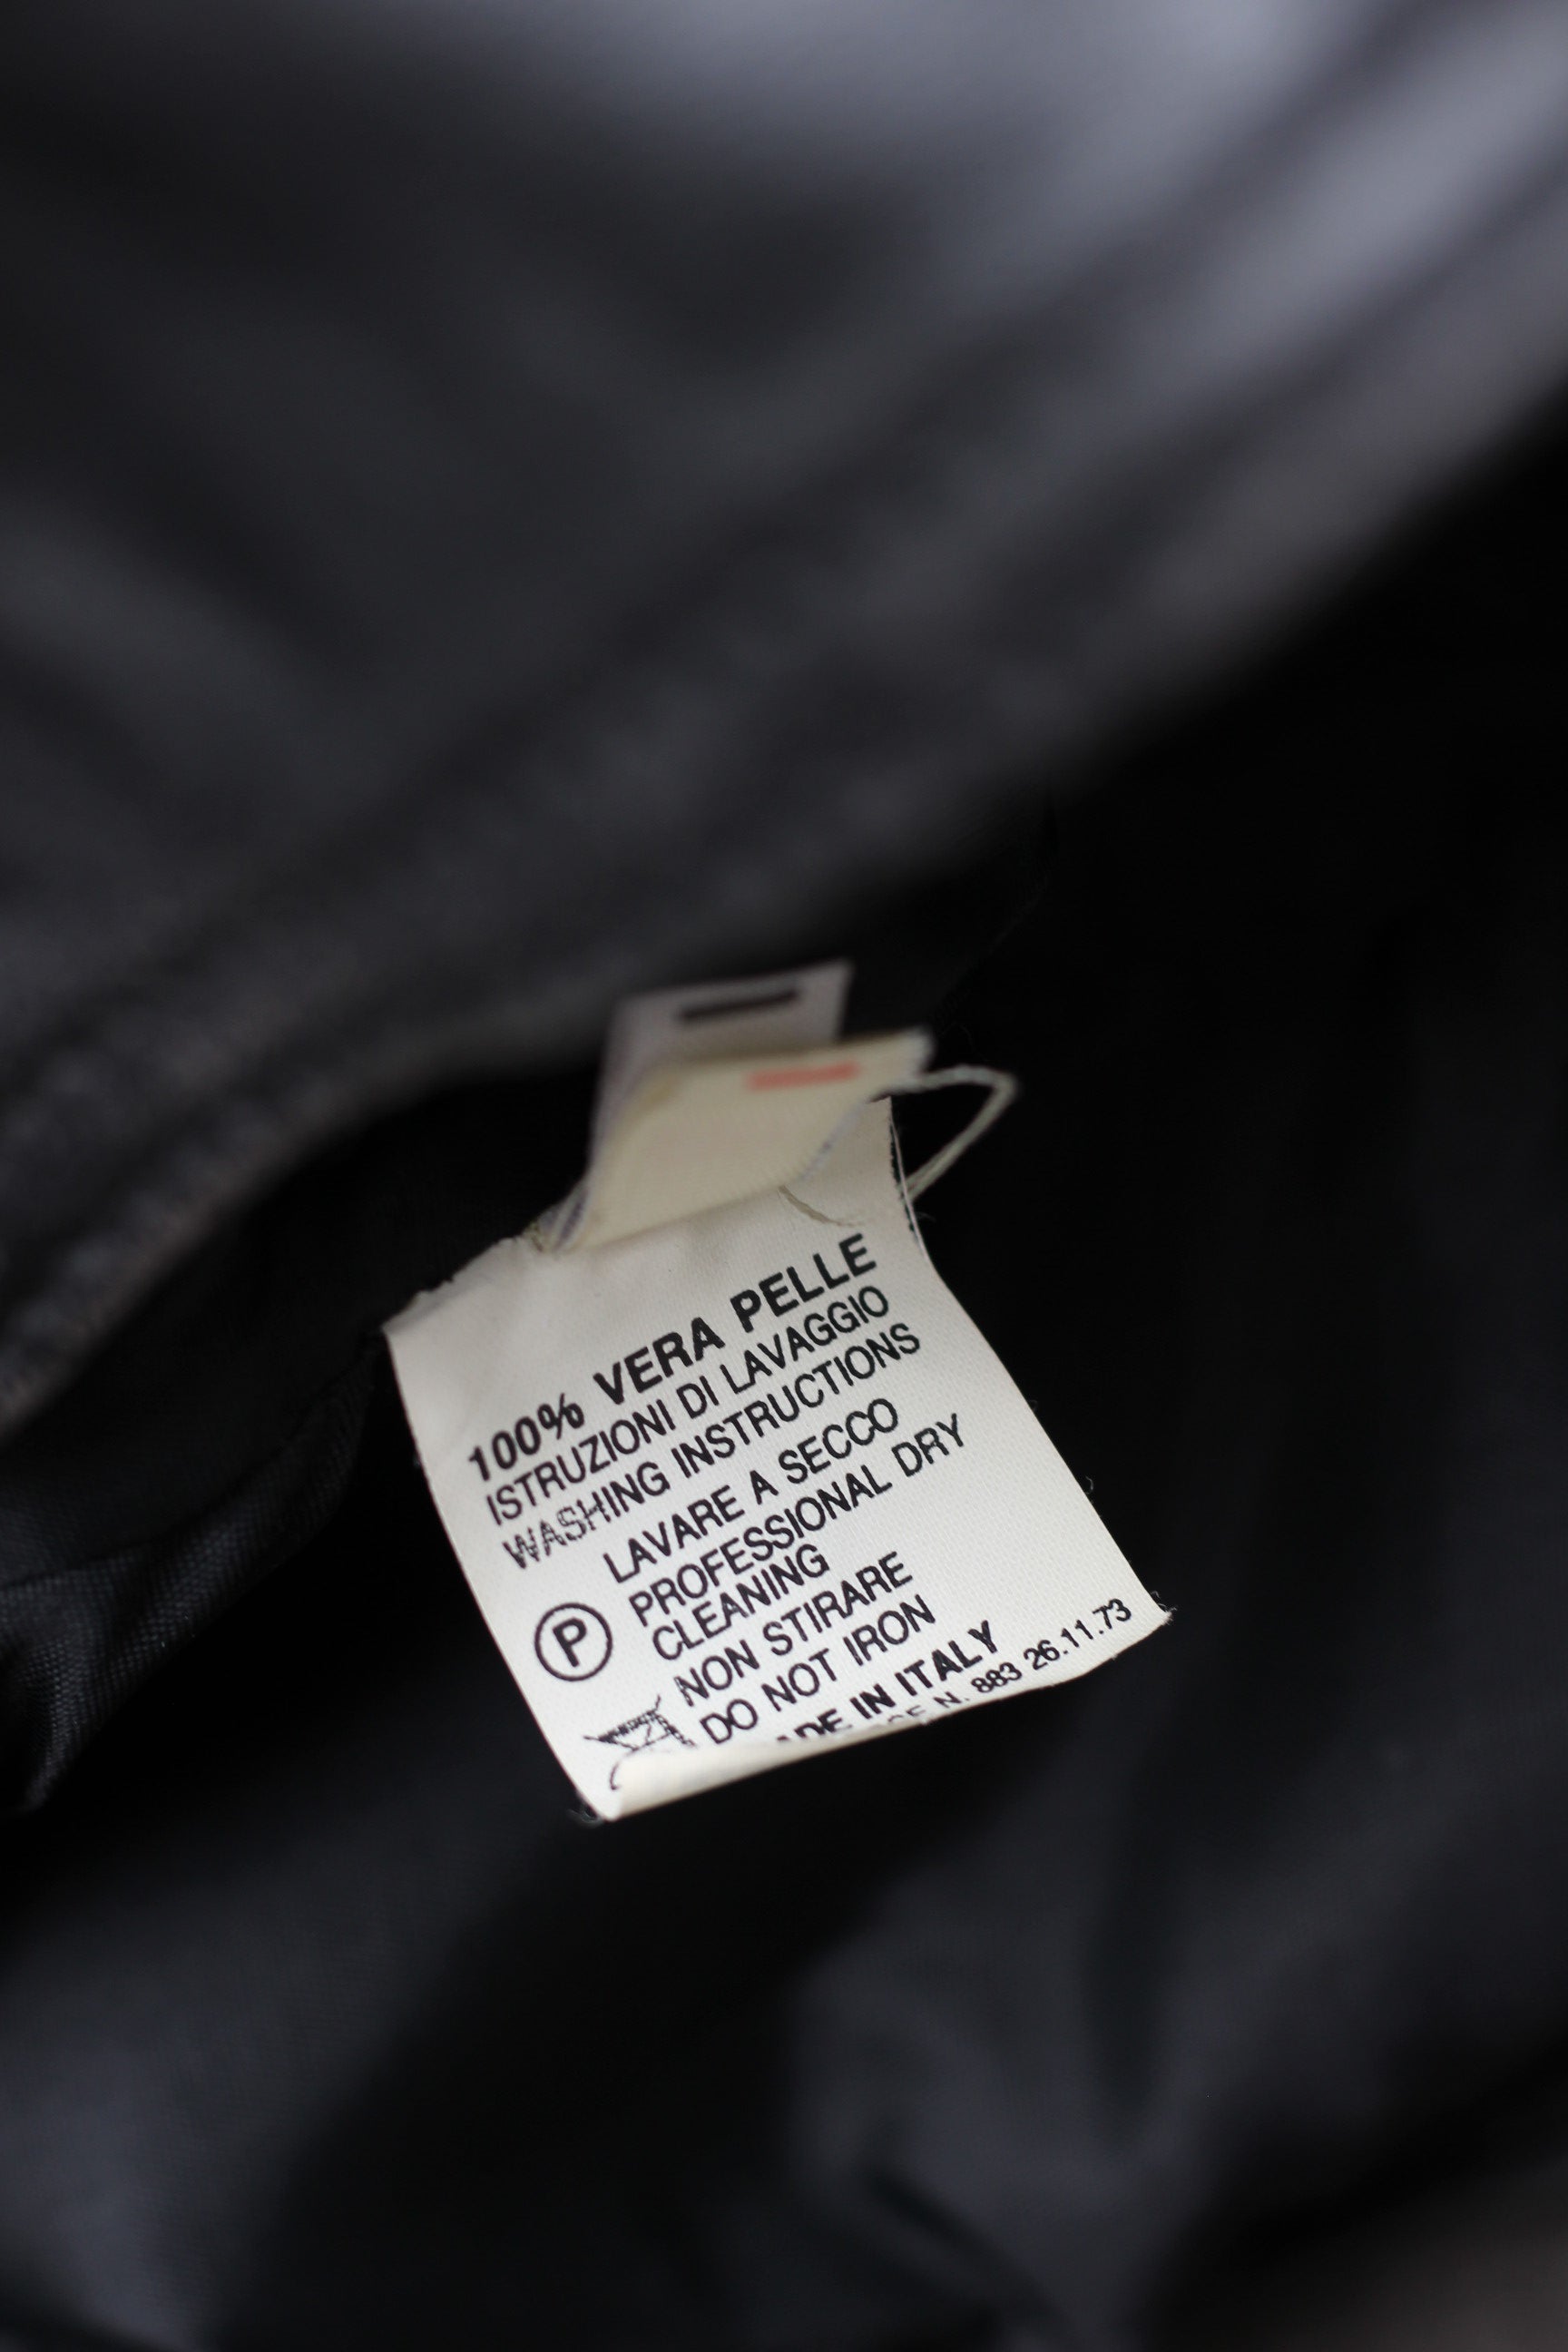 100% VERA PELLE
ISTRUZIONI DI LAVAGGIO
WASHING INSTRUCTIONS
LAVARE A SECCO
PROFESSIONAL DRY
CLEANING
P
NON STIRARE
DO NOT IRON
IN ITALY
N. 883 26.11.73